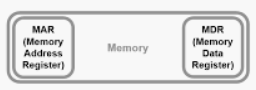 MAR
(Memory
Address
Register)
Memory
MDR
(Memory
Data
Register)